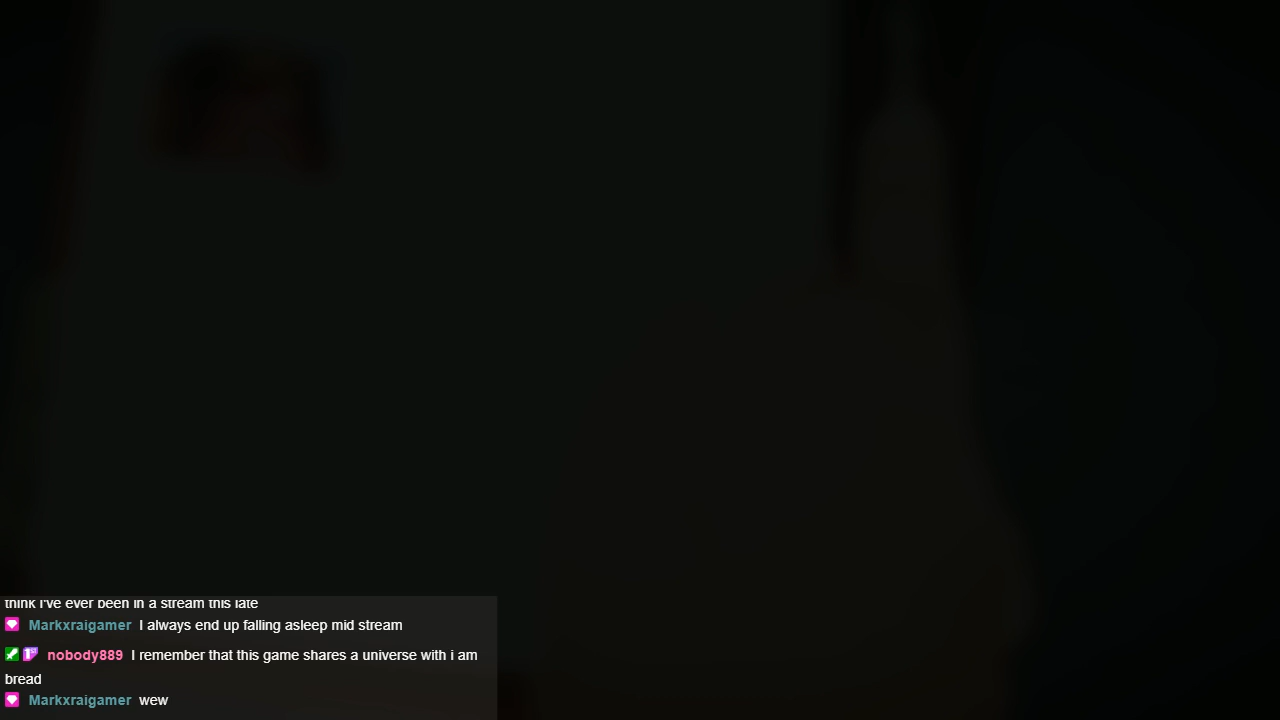 think I've ever been in a stream this late
Markxraigamer I always end up falling asleep mid stream
nobody889 I remember that this game shares a universe with i am
bread
Markxraigamer wew